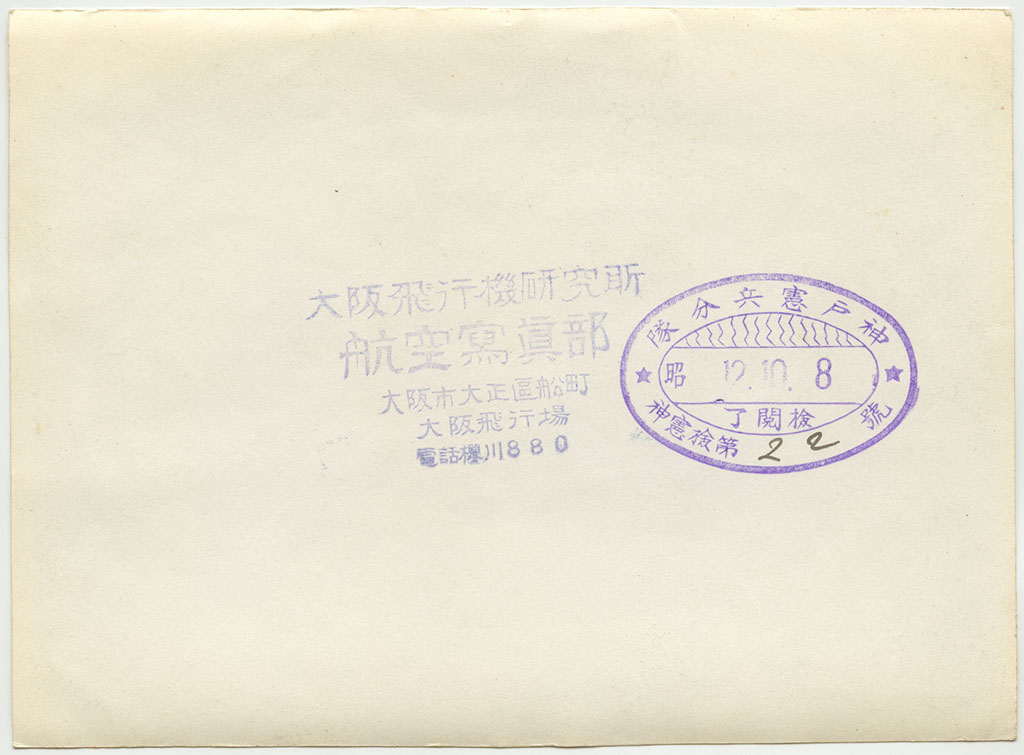 大阪飛行機研究所
航空寫眞部
大阪市大正區船町
大阪飛行場
電話櫻川880
神戸憲兵分隊
昭 12.10.8
檢閲了
神憲檢第22號